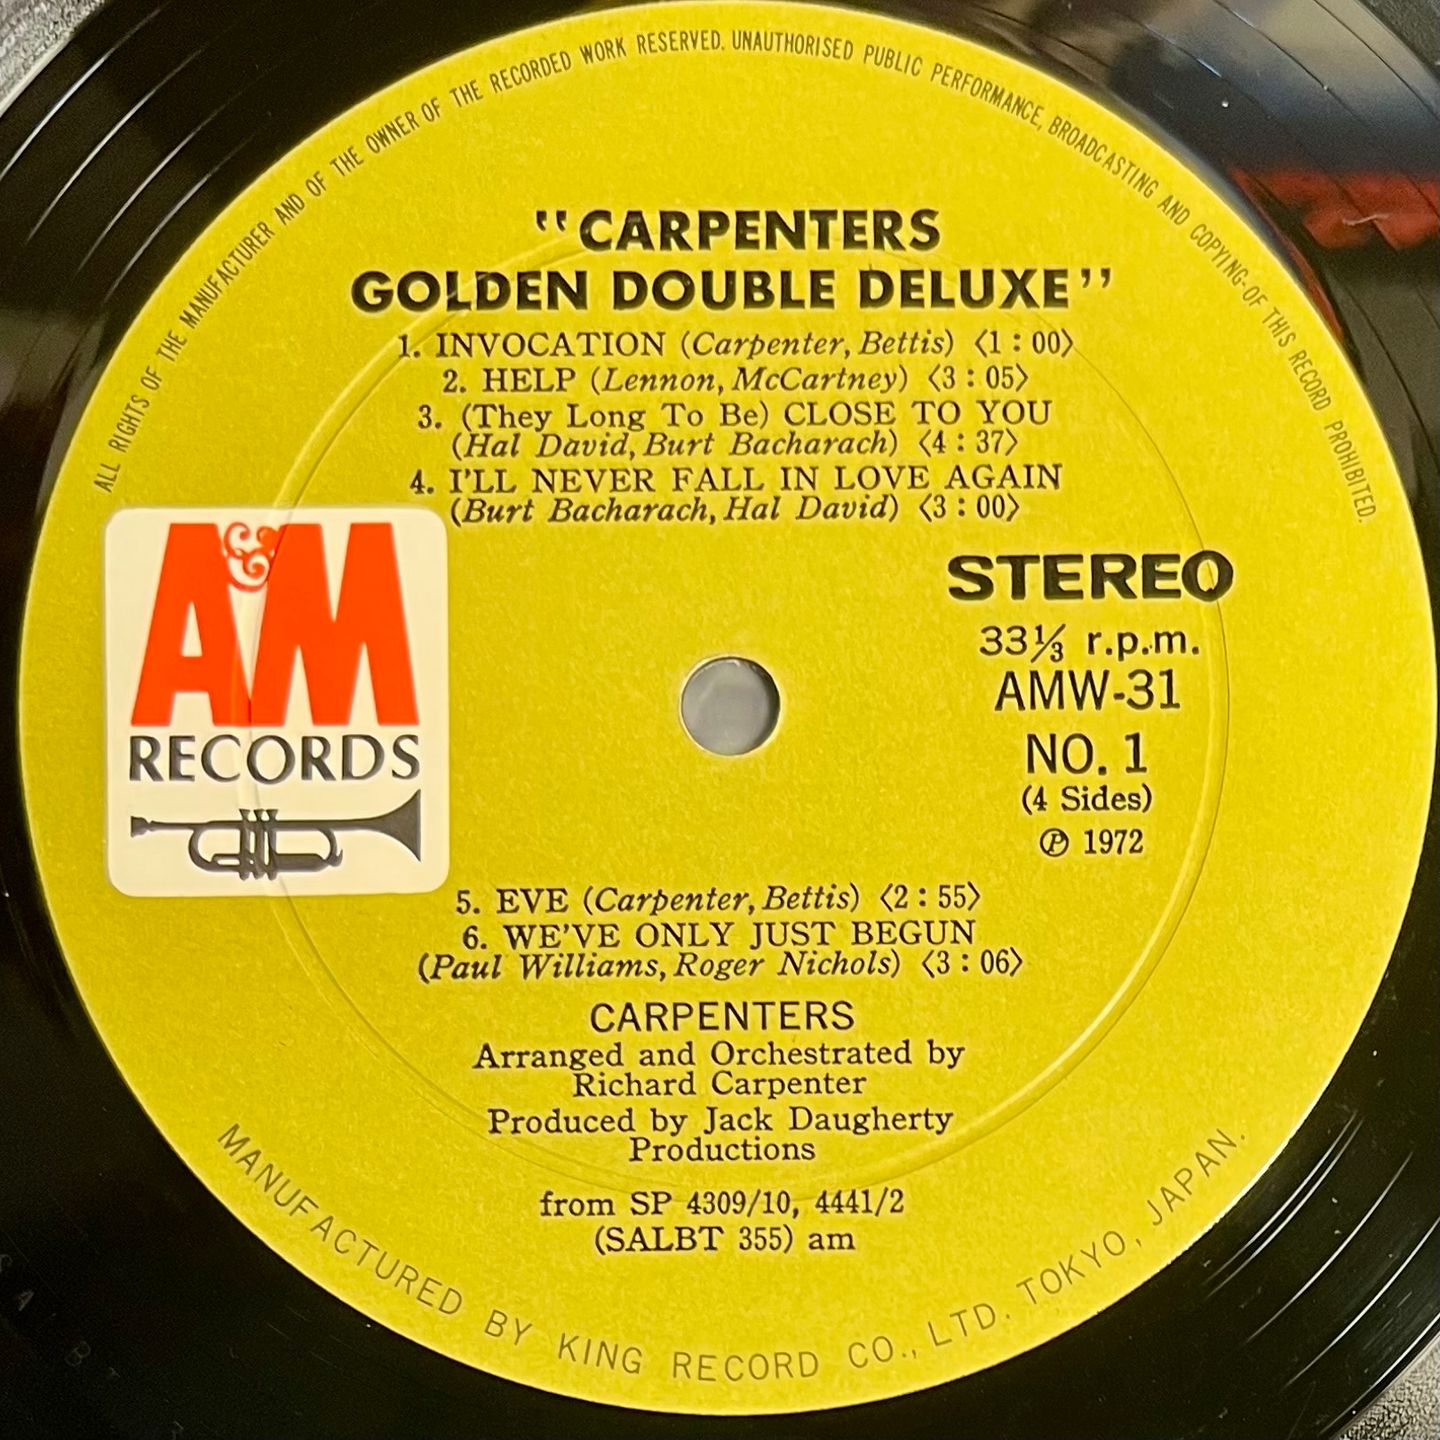 ALL RIGHTS OF THE MANUFACTURER AND OF THE OWNER OF THE RECORDED WORK RESERVED. UNAUTHORISED PUBLIC PERFORMANCE, BROADCASTING AND COPYING-OF THIS RECORD PROHIBITED.
"CARPENTERS
GOLDEN DOUBLE DELUXE"
1. INVOCATION (Carpenter, Bettis) 〈1:00〉
2. HELP (Lennon, McCartney) 〈3:05〉
3. (They Long To Be) CLOSE TO YOU
(Hal David, Burt Bacharach) 〈4:37〉
4. I'LL NEVER FALL IN LOVE AGAIN
(Burt Bacharach, Hal David) 〈3:00〉
A&M
RECORDS
STEREO
33⅓ r.p.m.
AMW-31
NO. 1
(4 Sides)
Ⓟ 1972
5. EVE (Carpenter, Bettis) 〈2:55〉
6. WE'VE ONLY JUST BEGUN
(Paul Williams, Roger Nichols) 〈3:06〉
CARPENTERS
Arranged and Orchestrated by
Richard Carpenter
Produced by Jack Daugherty
Productions
from SP 4309/10, 4441/2
(SALBT 355) am
MANUFACTURED BY KING RECORD CO., LTD. TOKYO, JAPAN.